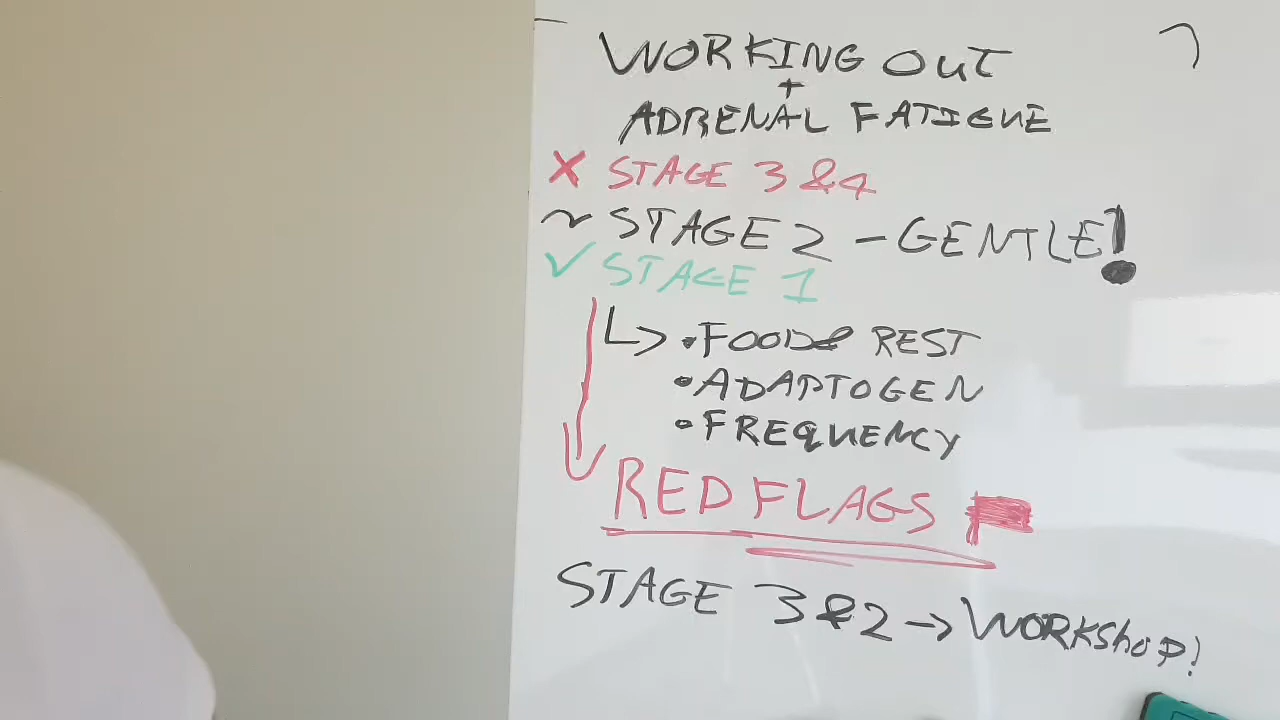 WORKING OUT
+
ADRENAL FATIGUE
X STAGE 3 & 4
~ STAGE 2 - GENTLE!
✓ STAGE 1
↳ • FOOD & REST
• ADAPTOGEN
• FREQUENCY
RED FLAGS
STAGE 3 & 2 → WORKSHOP!